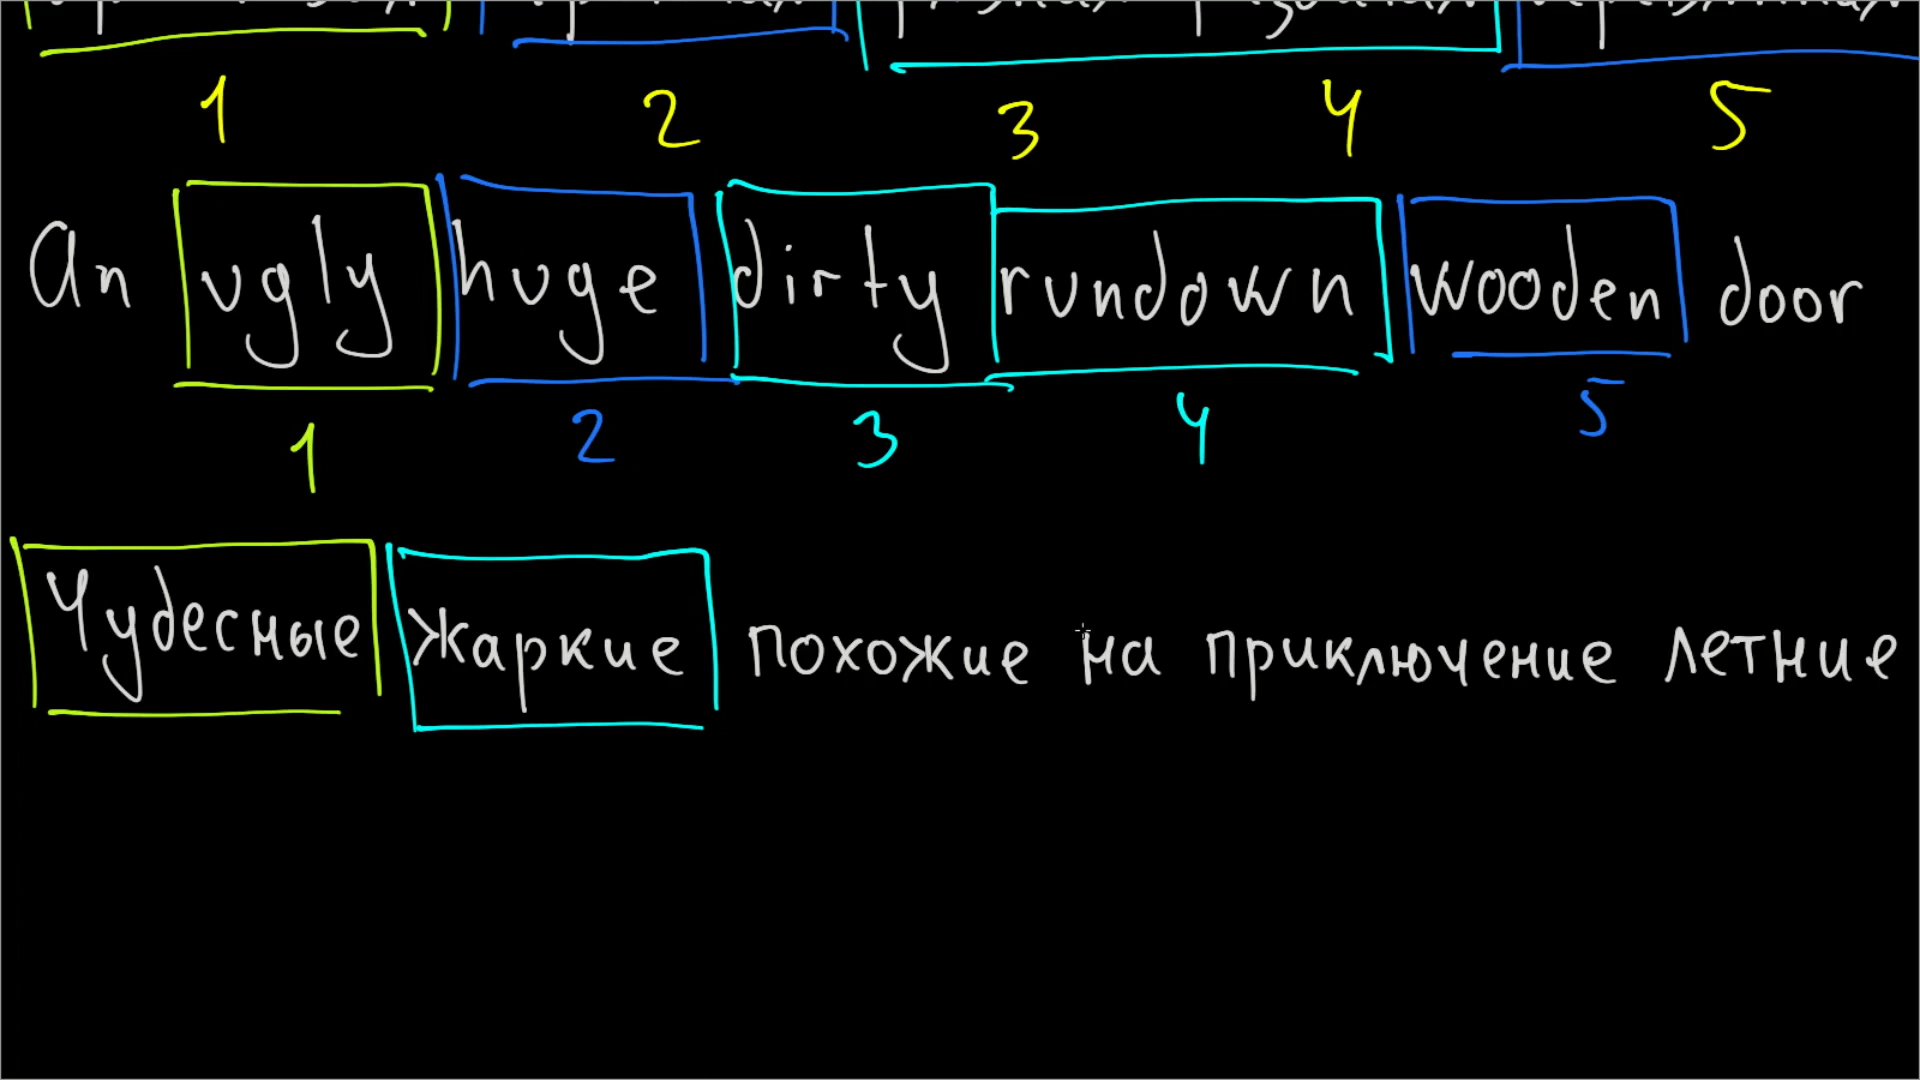 1 2 3 4 5
An ugly huge dirty rundown wooden door
1 2 3 4 5
Чудесные жаркие похожие на приключение летние